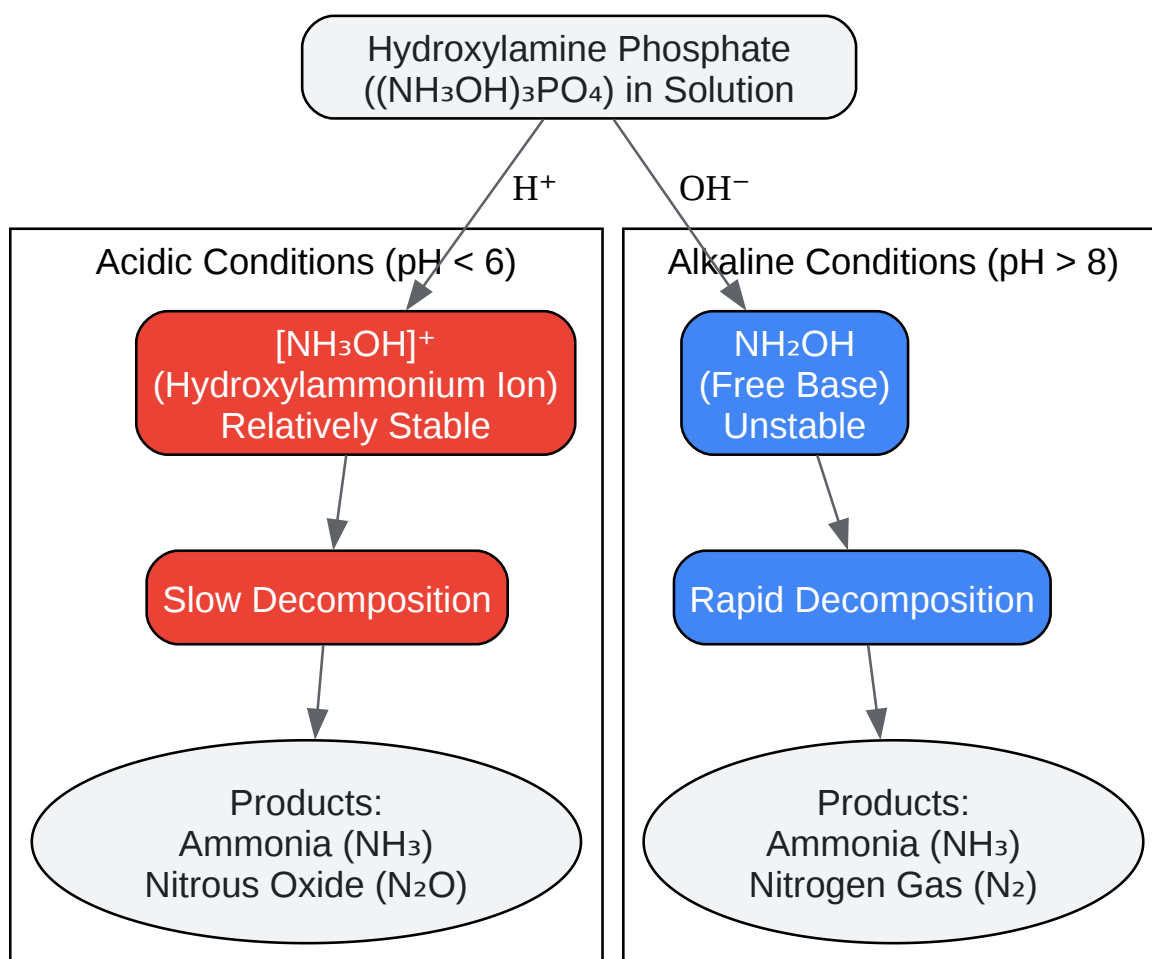 Hydroxylamine Phosphate
((NH₃OH)₃PO₄) in Solution
H⁺
OH⁻
Acidic Conditions (pH < 6)
[NH₃OH]⁺
(Hydroxylammonium Ion)
Relatively Stable
Slow Decomposition
Products:
Ammonia (NH₃)
Nitrous Oxide (N₂O)
Alkaline Conditions (pH > 8)
NH₂OH
(Free Base)
Unstable
Rapid Decomposition
Products:
Ammonia (NH₃)
Nitrogen Gas (N₂)